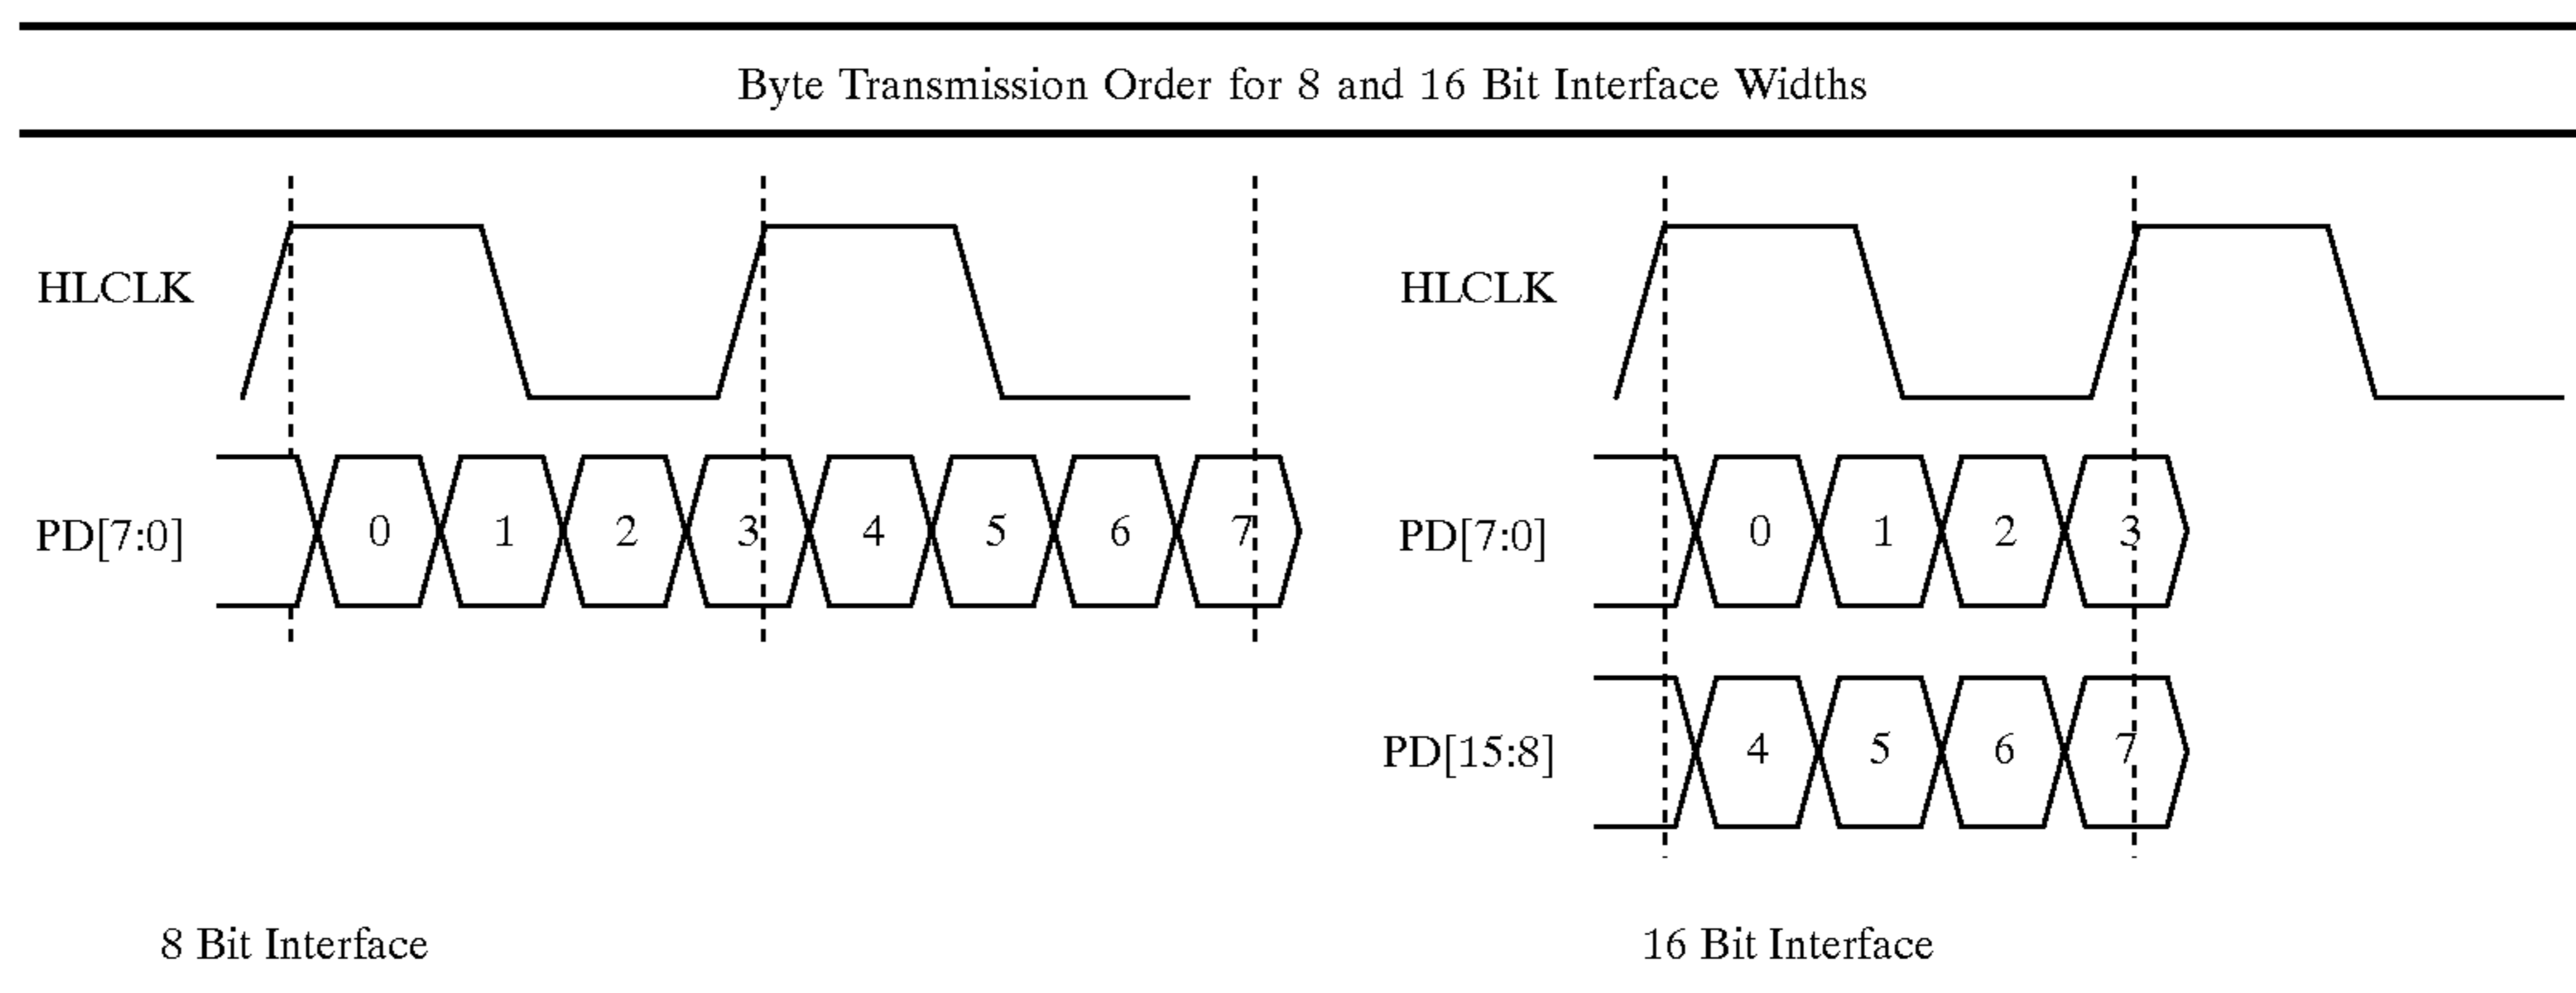 Byte Transmission Order for 8 and 16 Bit Interface Widths
HLCLK
PD[7:0]
0 1 2 3 4 5 6 7
8 Bit Interface
HLCLK
PD[7:0]
0 1 2 3
PD[15:8]
4 5 6 7
16 Bit Interface